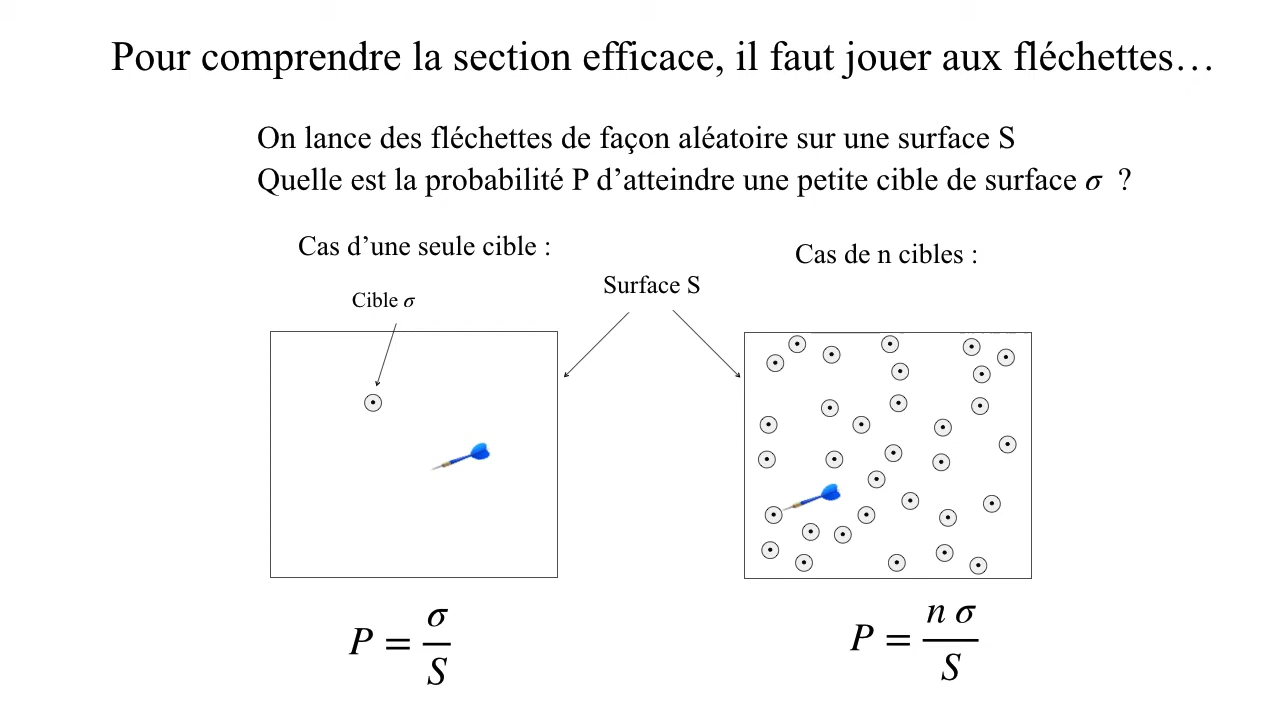 Pour comprendre la section efficace, il faut jouer aux fléchettes…
On lance des fléchettes de façon aléatoire sur une surface S
Quelle est la probabilité P d’atteindre une petite cible de surface σ ?
Cas d’une seule cible :
Cas de n cibles :
Surface S
Cible σ
P = σ/S
P = n σ/S